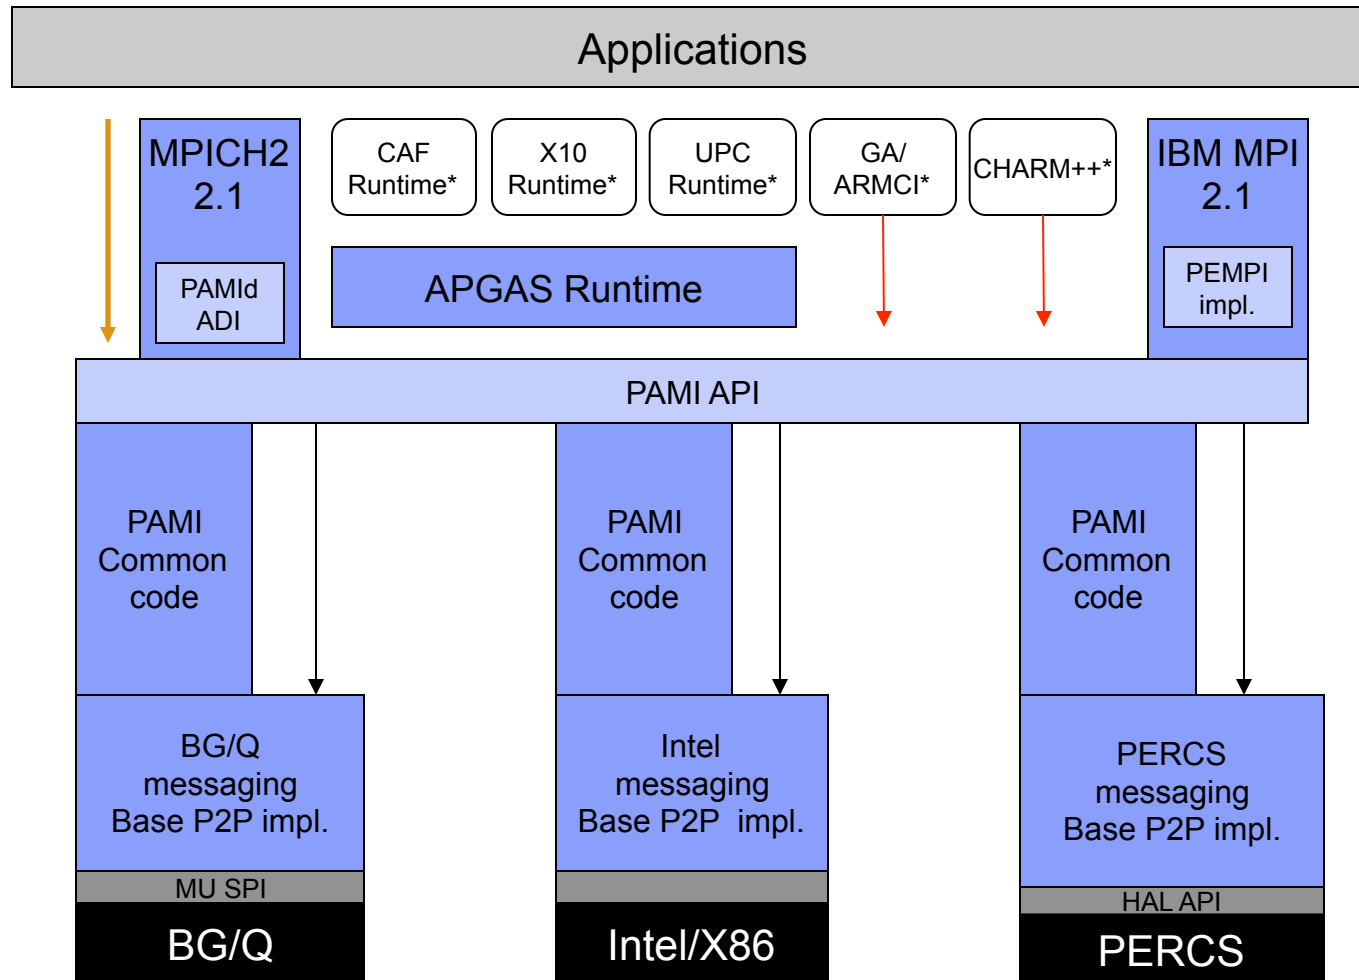 Applications
MPICH2
2.1
PAMId
ADI
CAF
Runtime*
X10
Runtime*
UPC
Runtime*
GA/
ARMCI*
CHARM++*
IBM MPI
2.1
PEMPI
impl.
APGAS Runtime
PAMI API
PAMI
Common
code
PAMI
Common
code
PAMI
Common
code
BG/Q
messaging
Base P2P impl.
Intel
messaging
Base P2P  impl.
PERCS
messaging
Base P2P impl.
MU SPI
HAL API
BG/Q
Intel/X86
PERCS